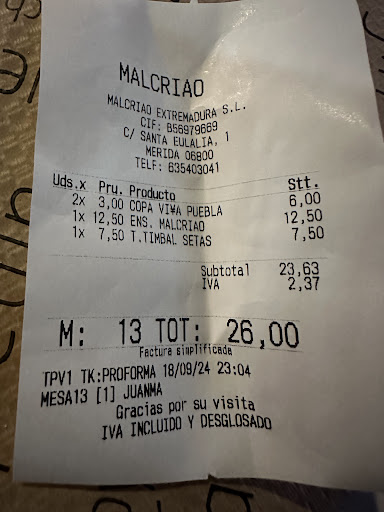 MALCRIAO
MALCRIAO EXTREMADURA S.L.
CIF: B56979669
C/ SANTA EULALIA, 1
MERIDA 06800
TELF: 635403041
Uds.x Pru. Producto Stt.
2x 3,00 COPA VI¥A PUEBLA 6,00
1x 12,50 ENS. MALCRIAO 12,50
1x 7,50 T.TIMBAL SETAS 7,50
Subtotal 23,63
IVA 2,37
M: 13 TOT: 26,00
Factura simplificada
TPV1 TK:PROFORMA 18/09/24 23:04
MESA13 [1] JUANMA
Gracias por su visita
IVA INCLUIDO Y DESGLOSADO